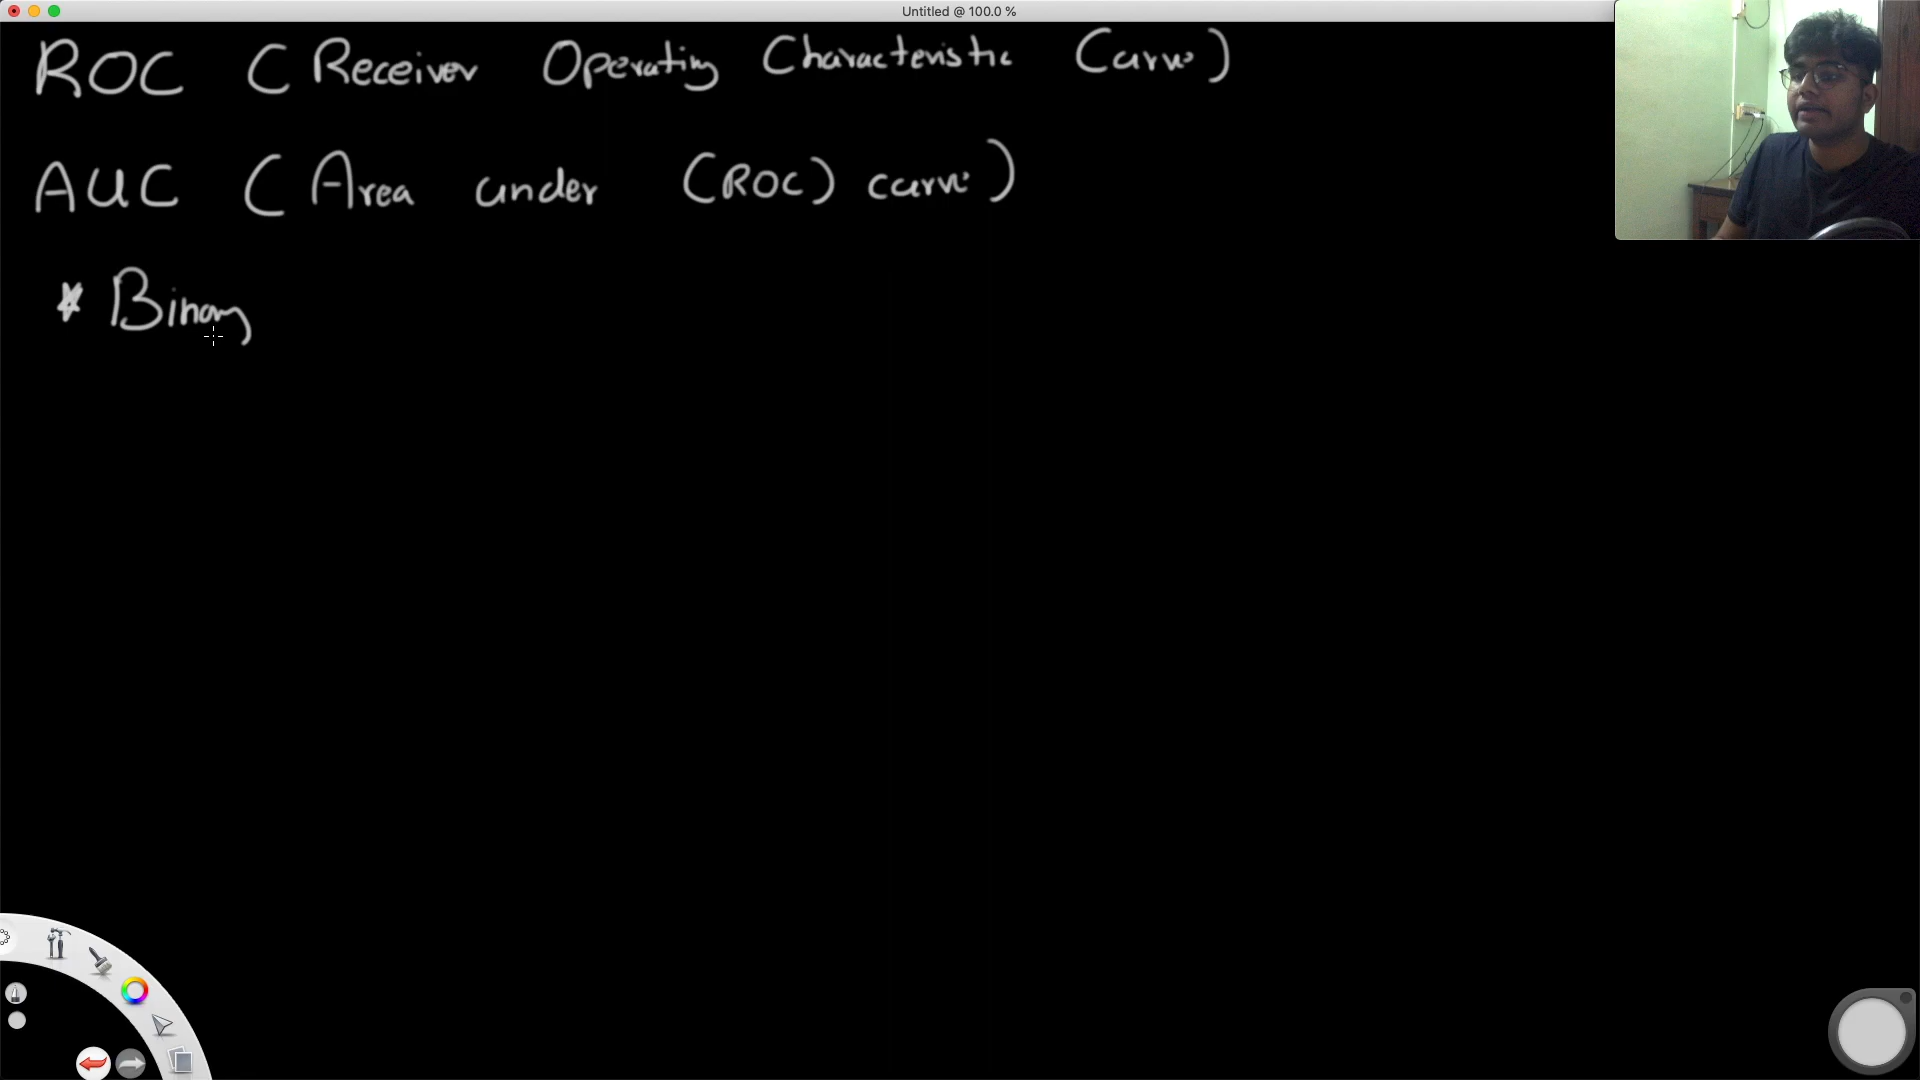 Untitled @ 100.0 %
ROC ( Receiver Operating Characteristic Curve )
AUC ( Area under (ROC) curve )
* Binary